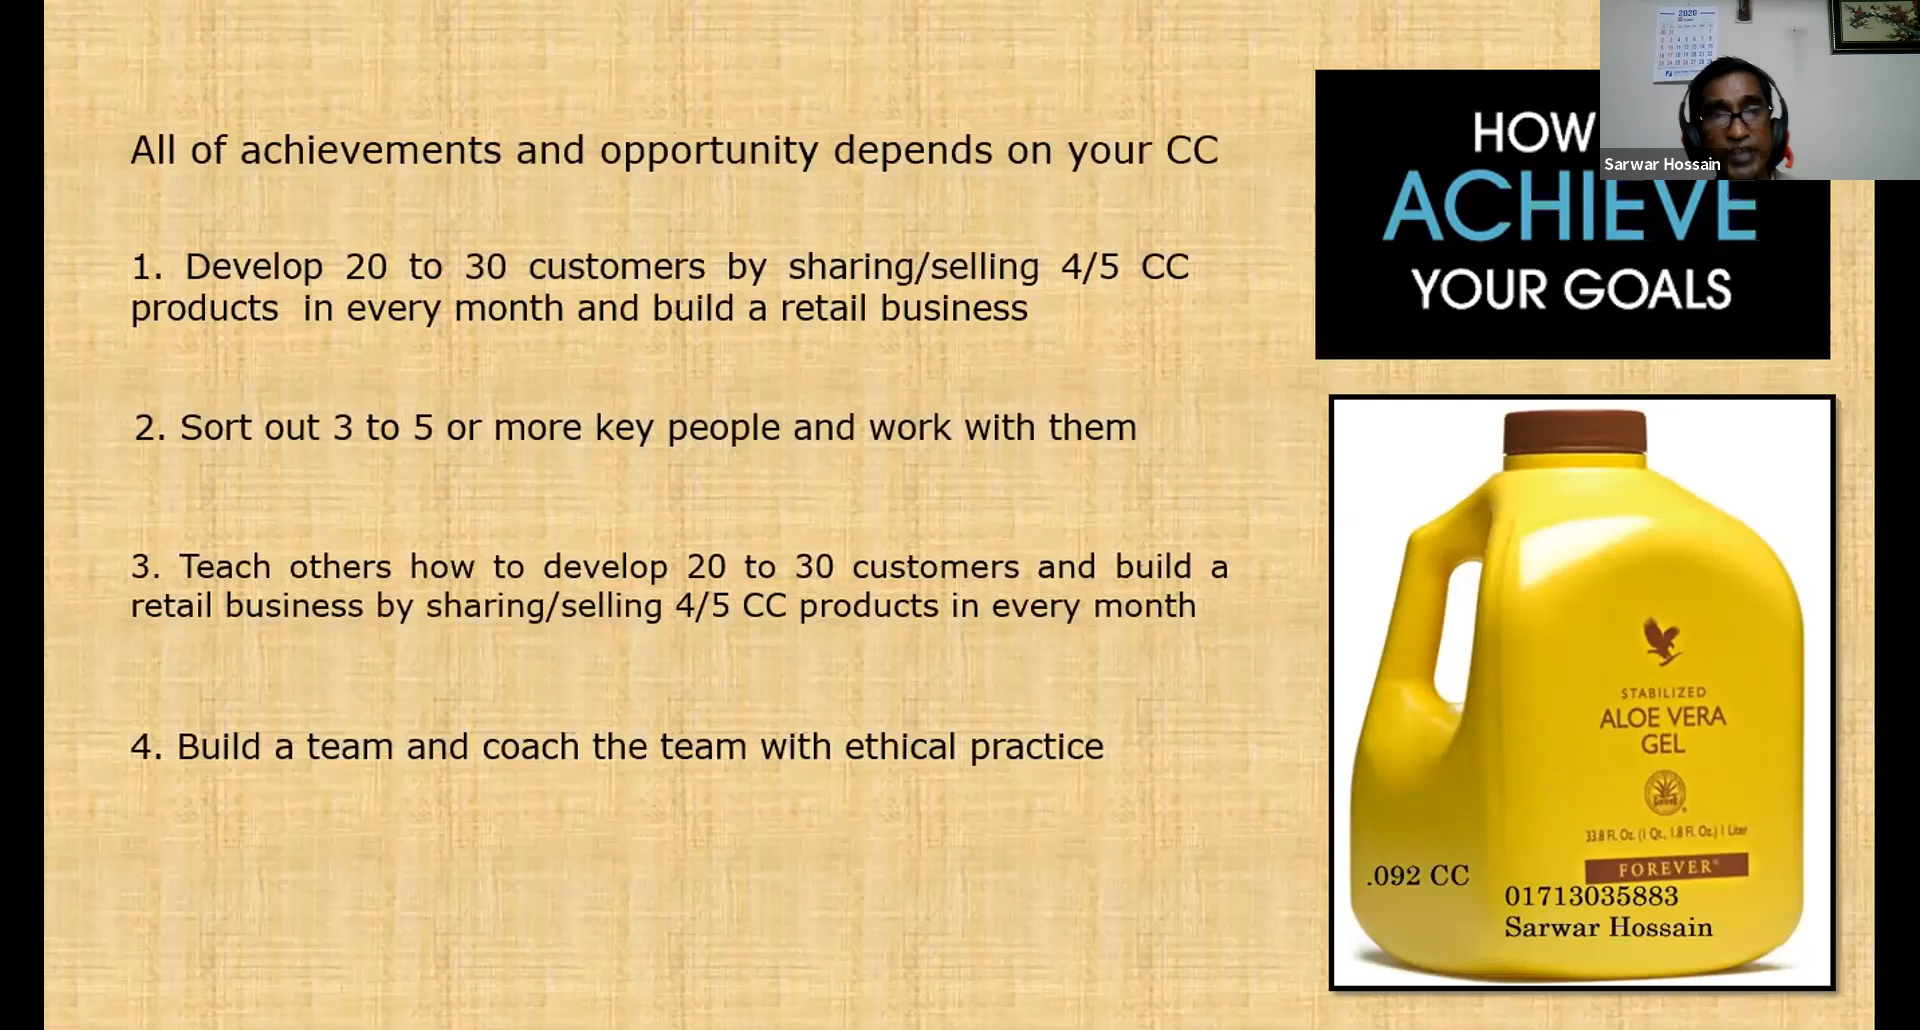 All of achievements and opportunity depends on your CC
1. Develop 20 to 30 customers by sharing/selling 4/5 CC
products in every month and build a retail business
2. Sort out 3 to 5 or more key people and work with them
3. Teach others how to develop 20 to 30 customers and build a
retail business by sharing/selling 4/5 CC products in every month
4. Build a team and coach the team with ethical practice
2020
Sarwar Hossain
HOW
ACHIEVE
YOUR GOALS
STABILIZED
ALOE VERA
GEL
33.8 Fl. Oz. (1 Qt., 1.8 Fl. Oz.) 1 Liter
FOREVER®
.092 CC
01713035883
Sarwar Hossain